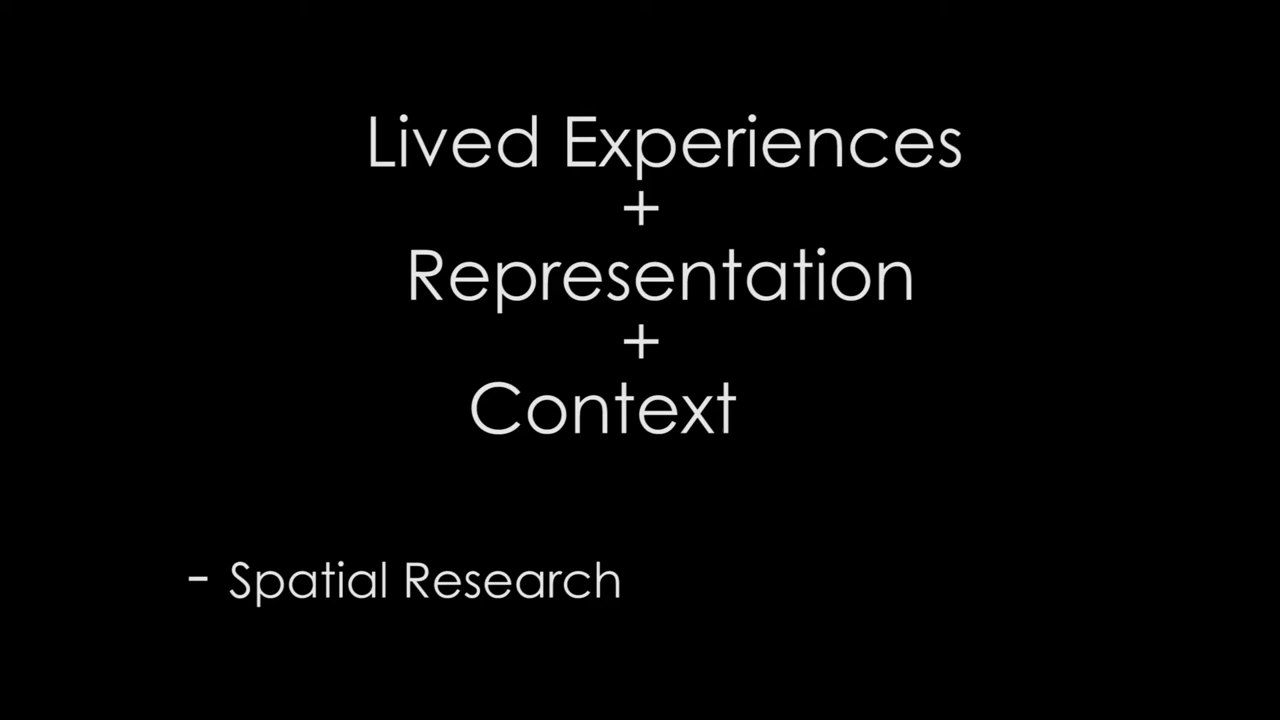 Lived Experiences
+
Representation
+
Context
- Spatial Research